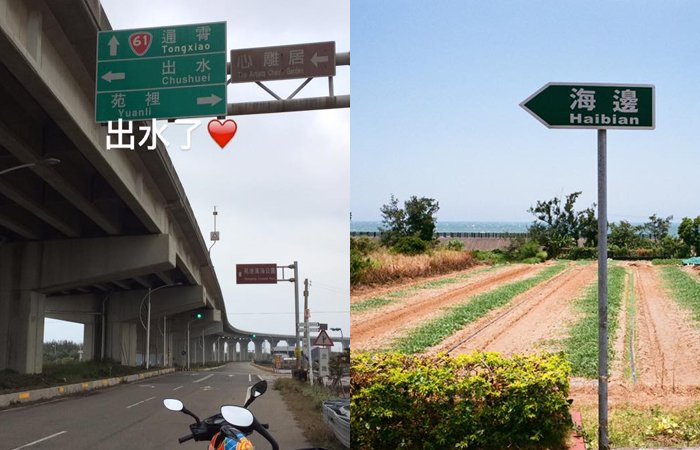 61 通霄
Tongxiao
出水
Chushuei
苑裡
Yuanli
心雕居
出水了❤️
海邊
Haibian